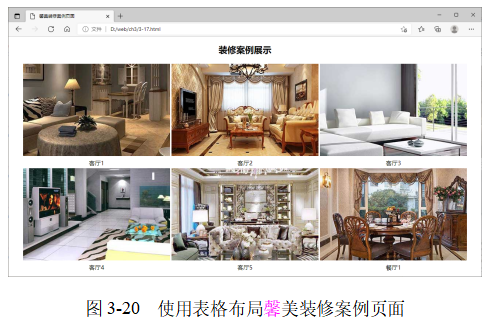 馨美装修案例页面
文件 D:/web/ch3/3-17.html
装修案例展示
客厅1 客厅2 客厅3
客厅4 客厅5 餐厅1
图 3-20 使用表格布局馨美装修案例页面